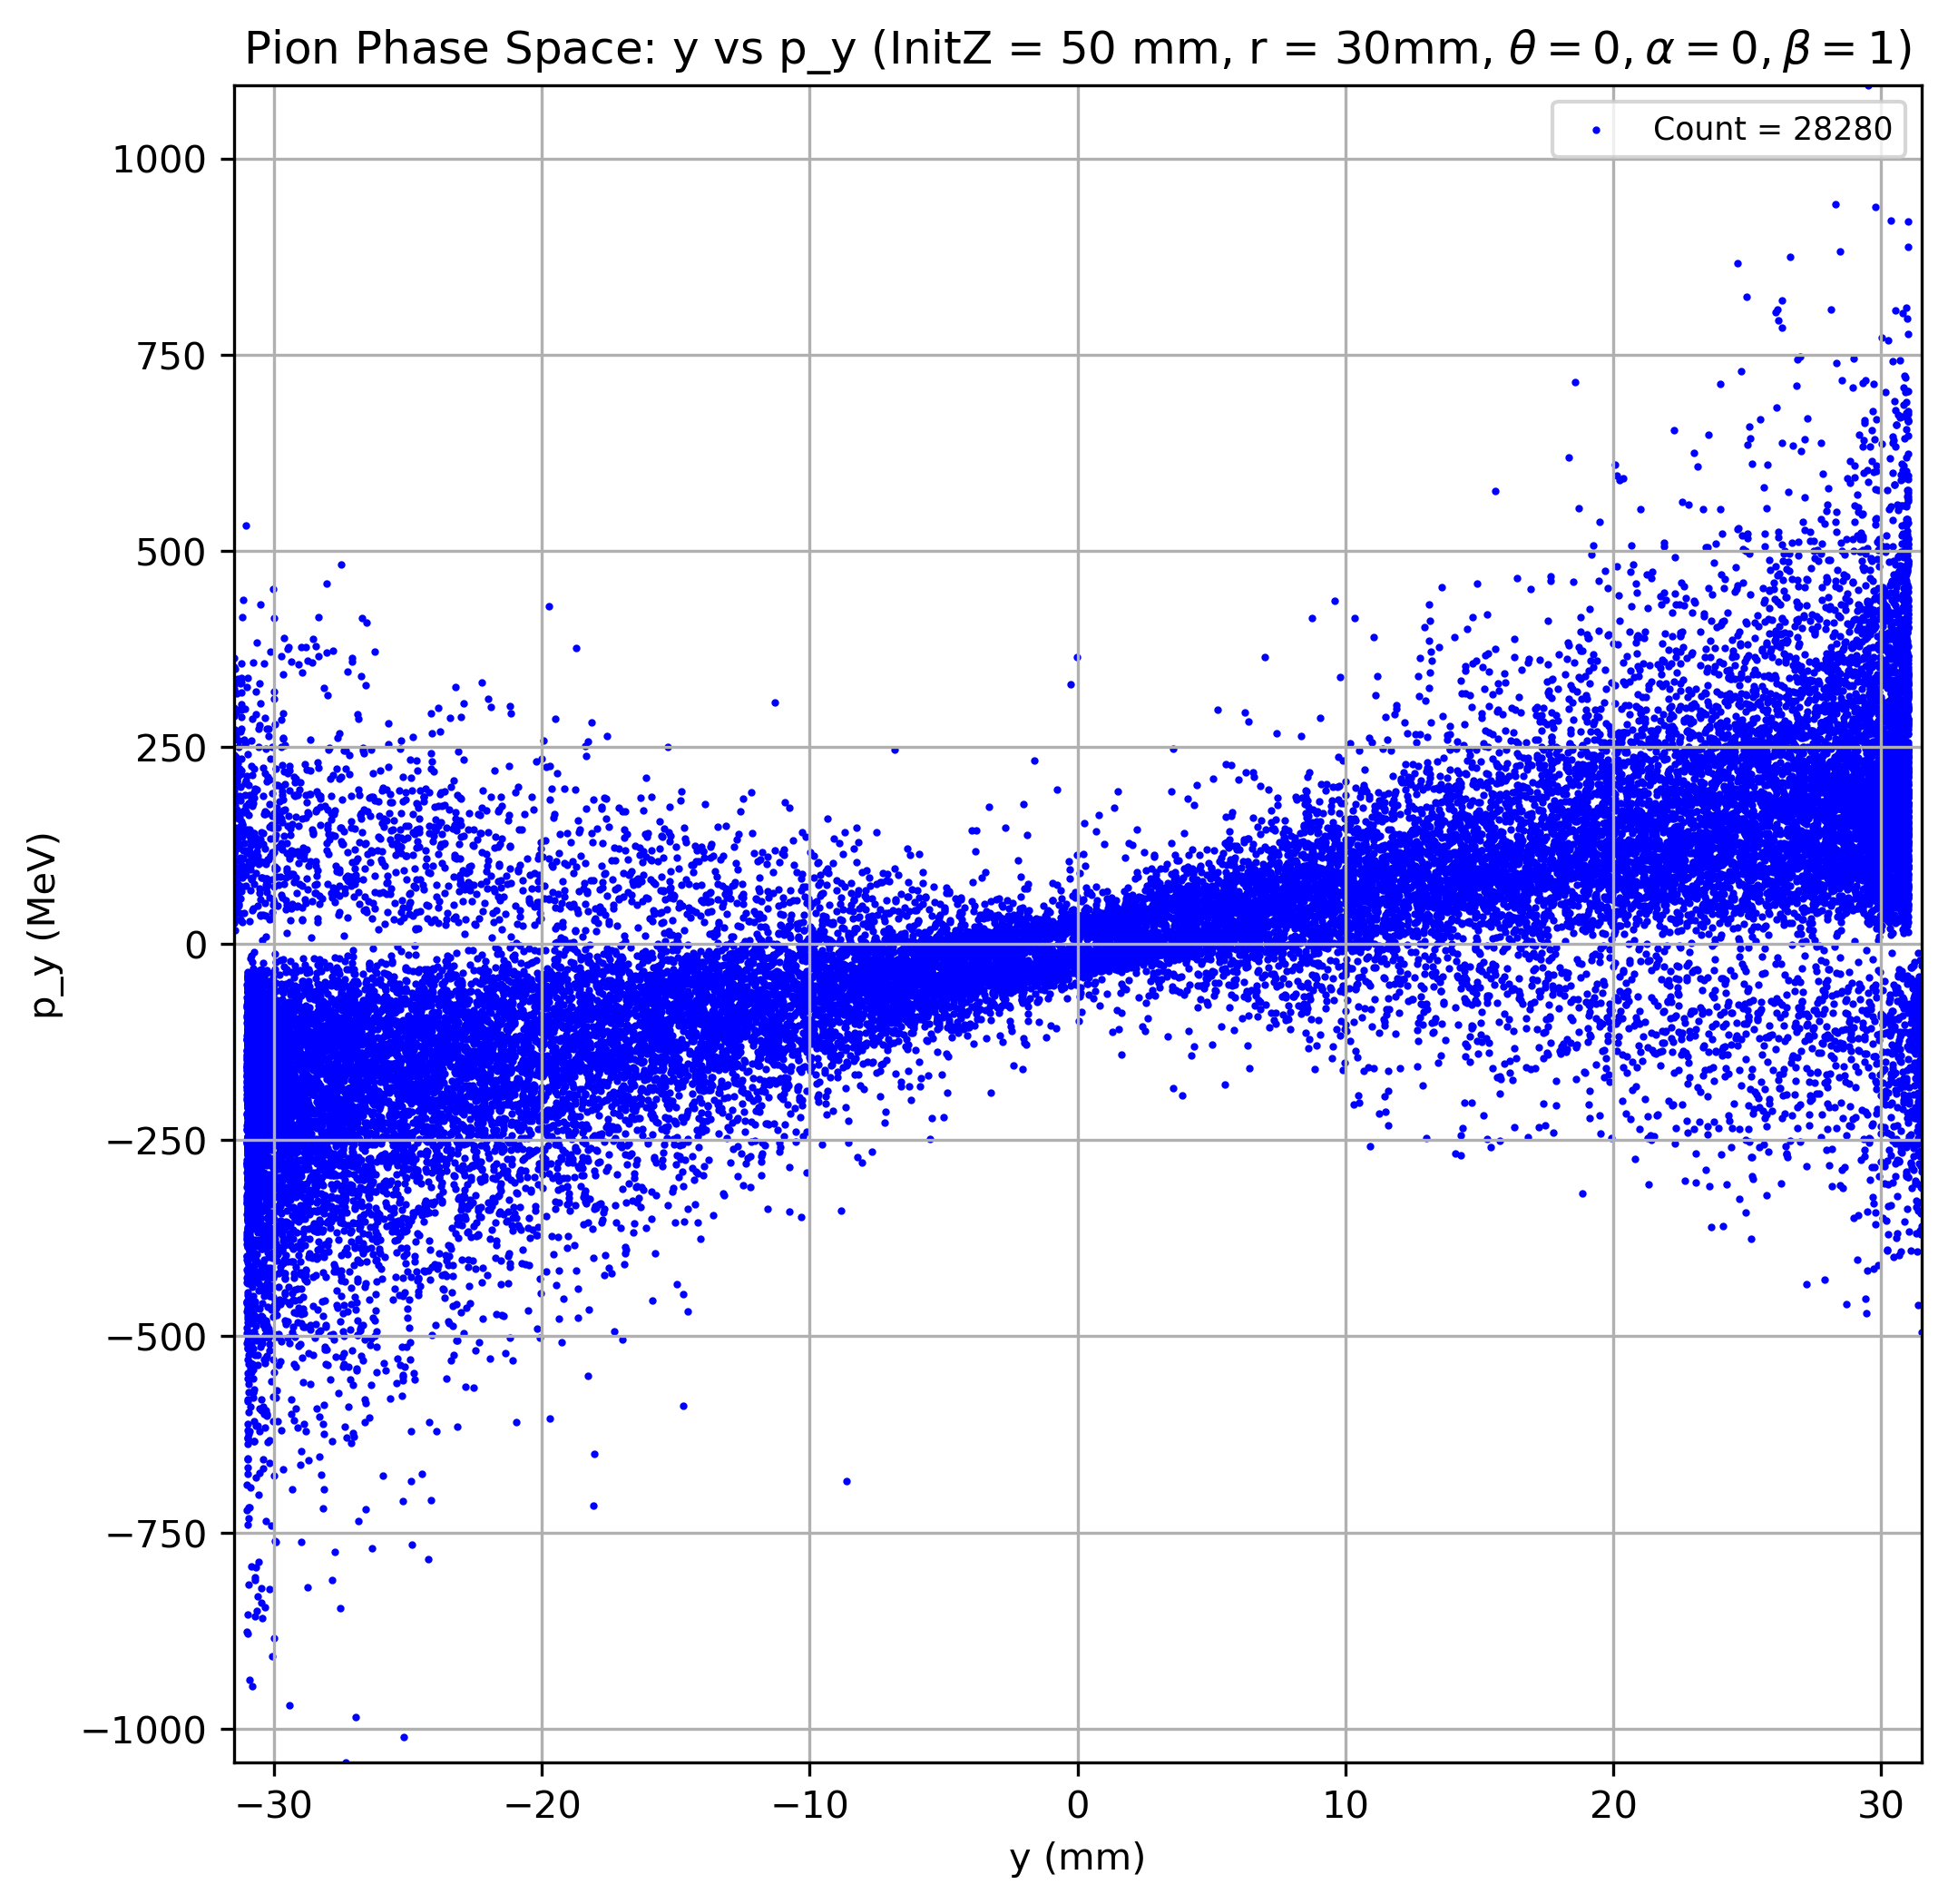 Pion Phase Space: y vs p_y (InitZ = 50 mm, r = 30mm, θ = 0, α = 0, β = 1)
Count = 28280
1000
750
500
250
0
−250
−500
−750
−1000
p_y (MeV)
−30 −20 −10 0 10 20 30
y (mm)